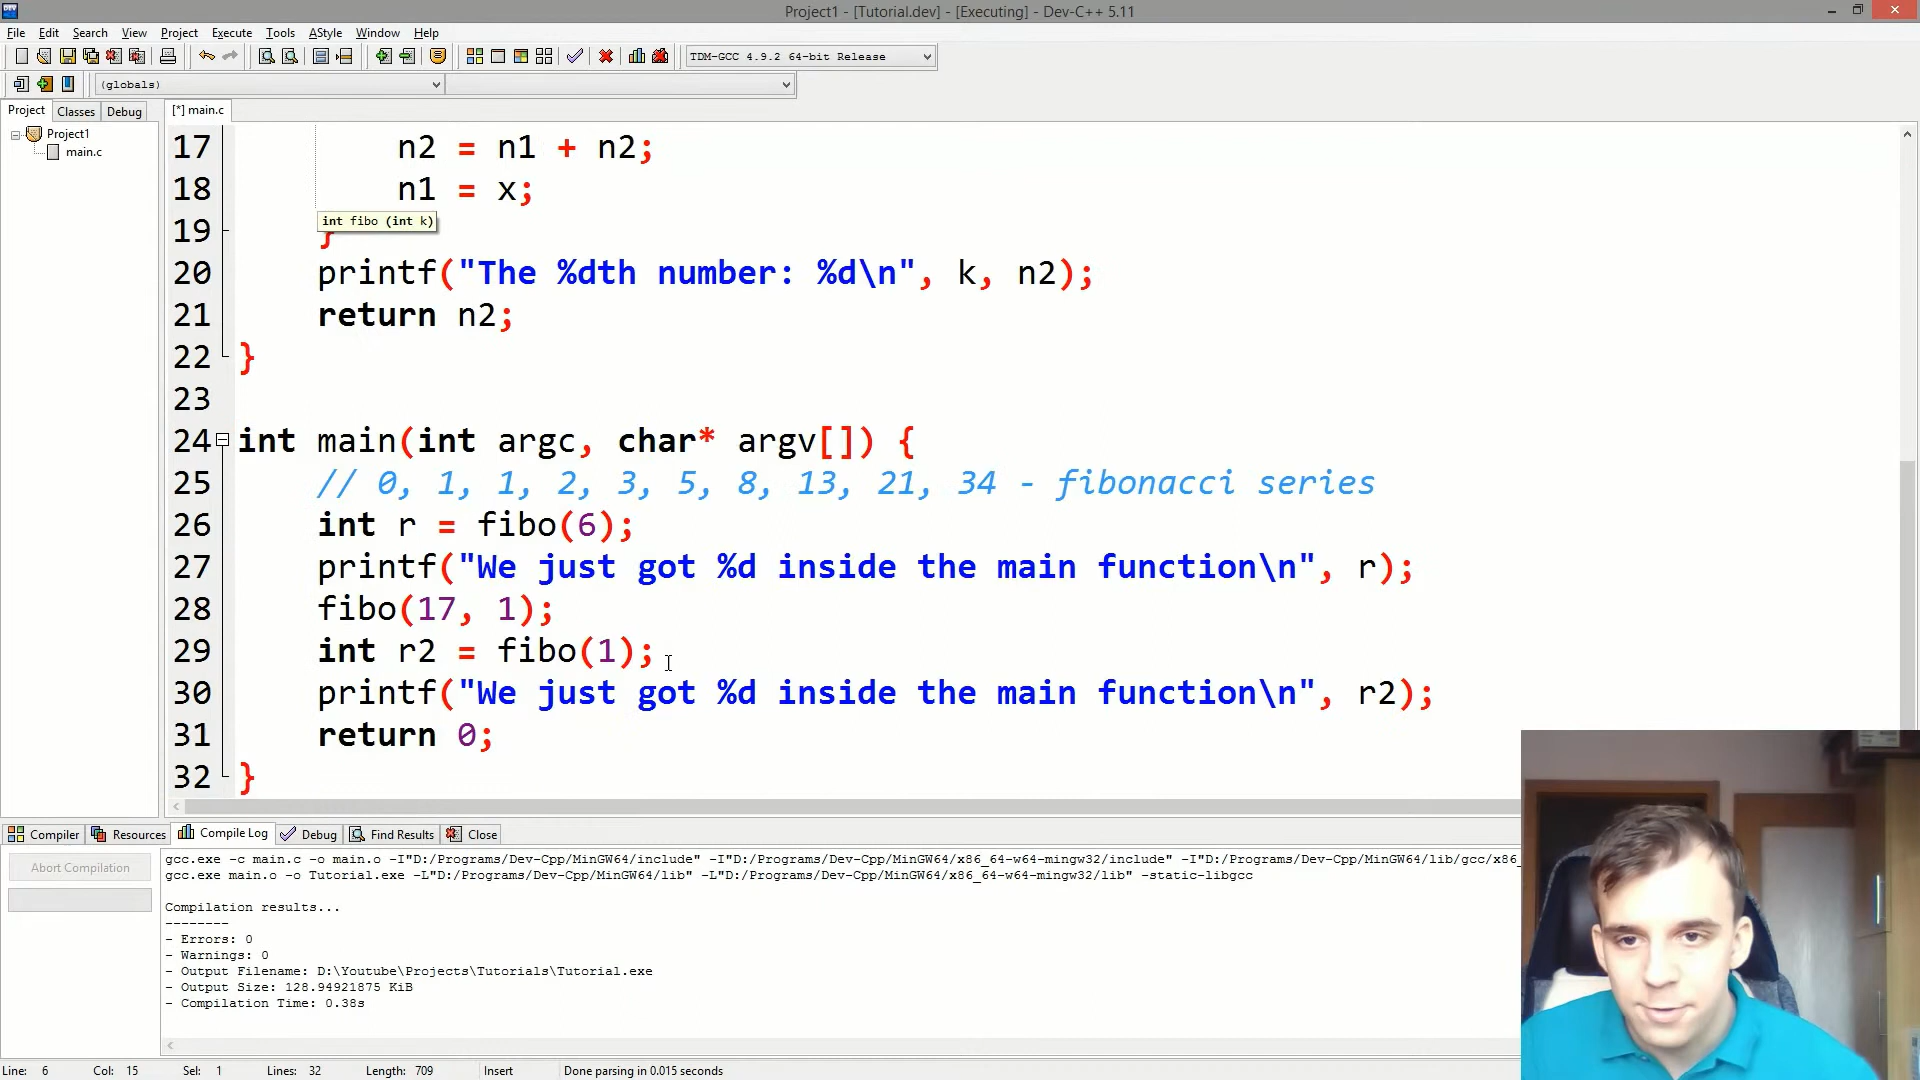 Project1 - [Tutorial.dev] - [Executing] - Dev-C++ 5.11
File Edit Search View Project Execute Tools AStyle Window Help
TDM-GCC 4.9.2 64-bit Release
(globals)
Project Classes Debug
[*] main.c
Project1
main.c
17 n2 = n1 + n2;
18 n1 = x;
int fibo (int k)
19 }
20 printf("The %dth number: %d\n", k, n2);
21 return n2;
22 }
23
24 int main(int argc, char* argv[]) {
25 // 0, 1, 1, 2, 3, 5, 8, 13, 21, 34 - fibonacci series
26 int r = fibo(6);
27 printf("We just got %d inside the main function\n", r);
28 fibo(17, 1);
29 int r2 = fibo(1);
30 printf("We just got %d inside the main function\n", r2);
31 return 0;
32 }
Compiler Resources Compile Log Debug Find Results Close
Abort Compilation
gcc.exe -c main.c -o main.o -I"D:/Programs/Dev-Cpp/MinGW64/include" -I"D:/Programs/Dev-Cpp/MinGW64/x86_64-w64-mingw32/include" -I"D:/Programs/Dev-Cpp/MinGW64/lib/gcc/x86_
gcc.exe main.o -o Tutorial.exe -L"D:/Programs/Dev-Cpp/MinGW64/lib" -L"D:/Programs/Dev-Cpp/MinGW64/x86_64-w64-mingw32/lib" -static-libgcc
Compilation results...
--------
- Errors: 0
- Warnings: 0
- Output Filename: D:\Youtube\Projects\Tutorials\Tutorial.exe
- Output Size: 128.94921875 KiB
- Compilation Time: 0.38s
Line: 6 Col: 15 Sel: 1 Lines: 32 Length: 709 Insert Done parsing in 0.015 seconds